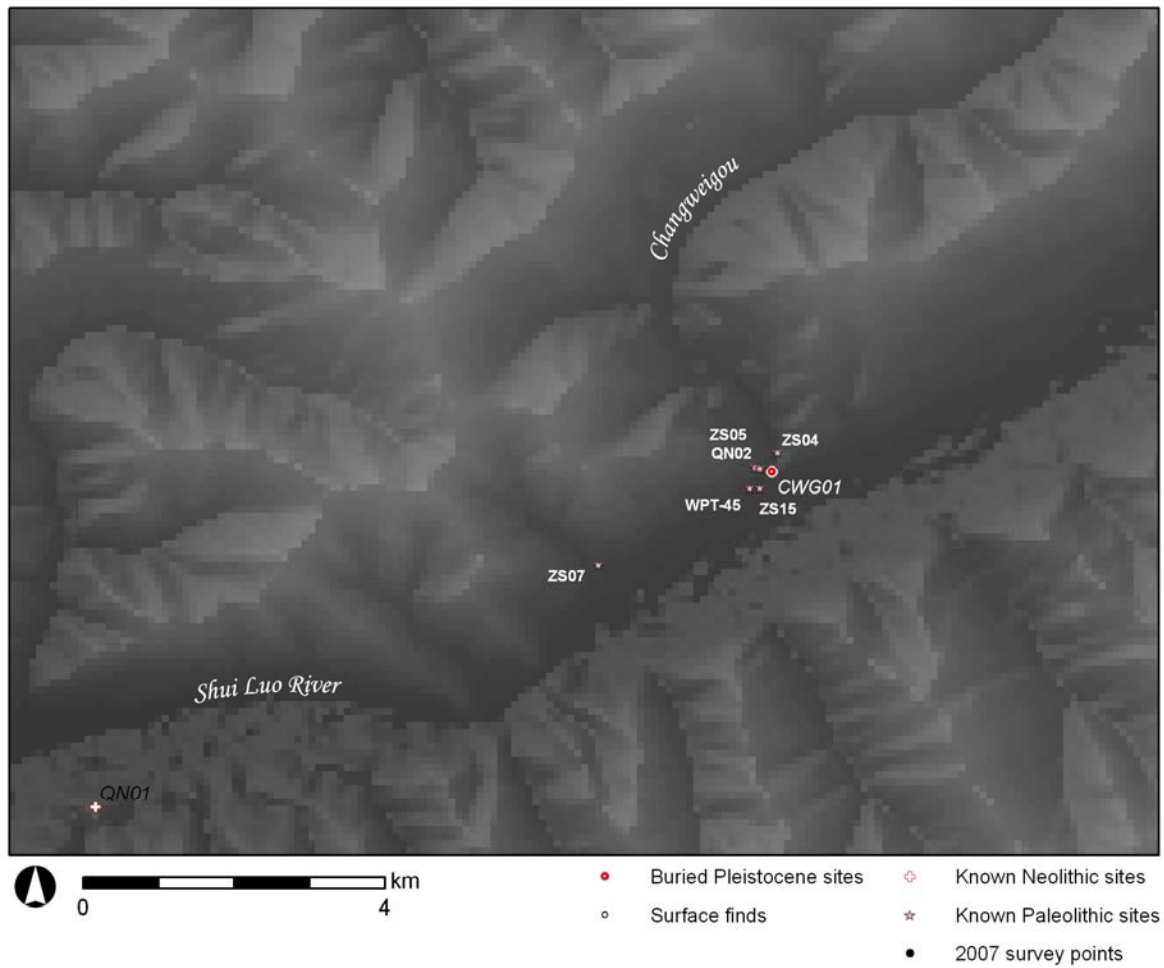 Changweigou
ZS05
ZS04
QN02
CWG01
WPT-45
ZS15
ZS07
Shui Luo River
QN01
km
0
4
Buried Pleistocene sites
Known Neolithic sites
Surface finds
Known Paleolithic sites
2007 survey points